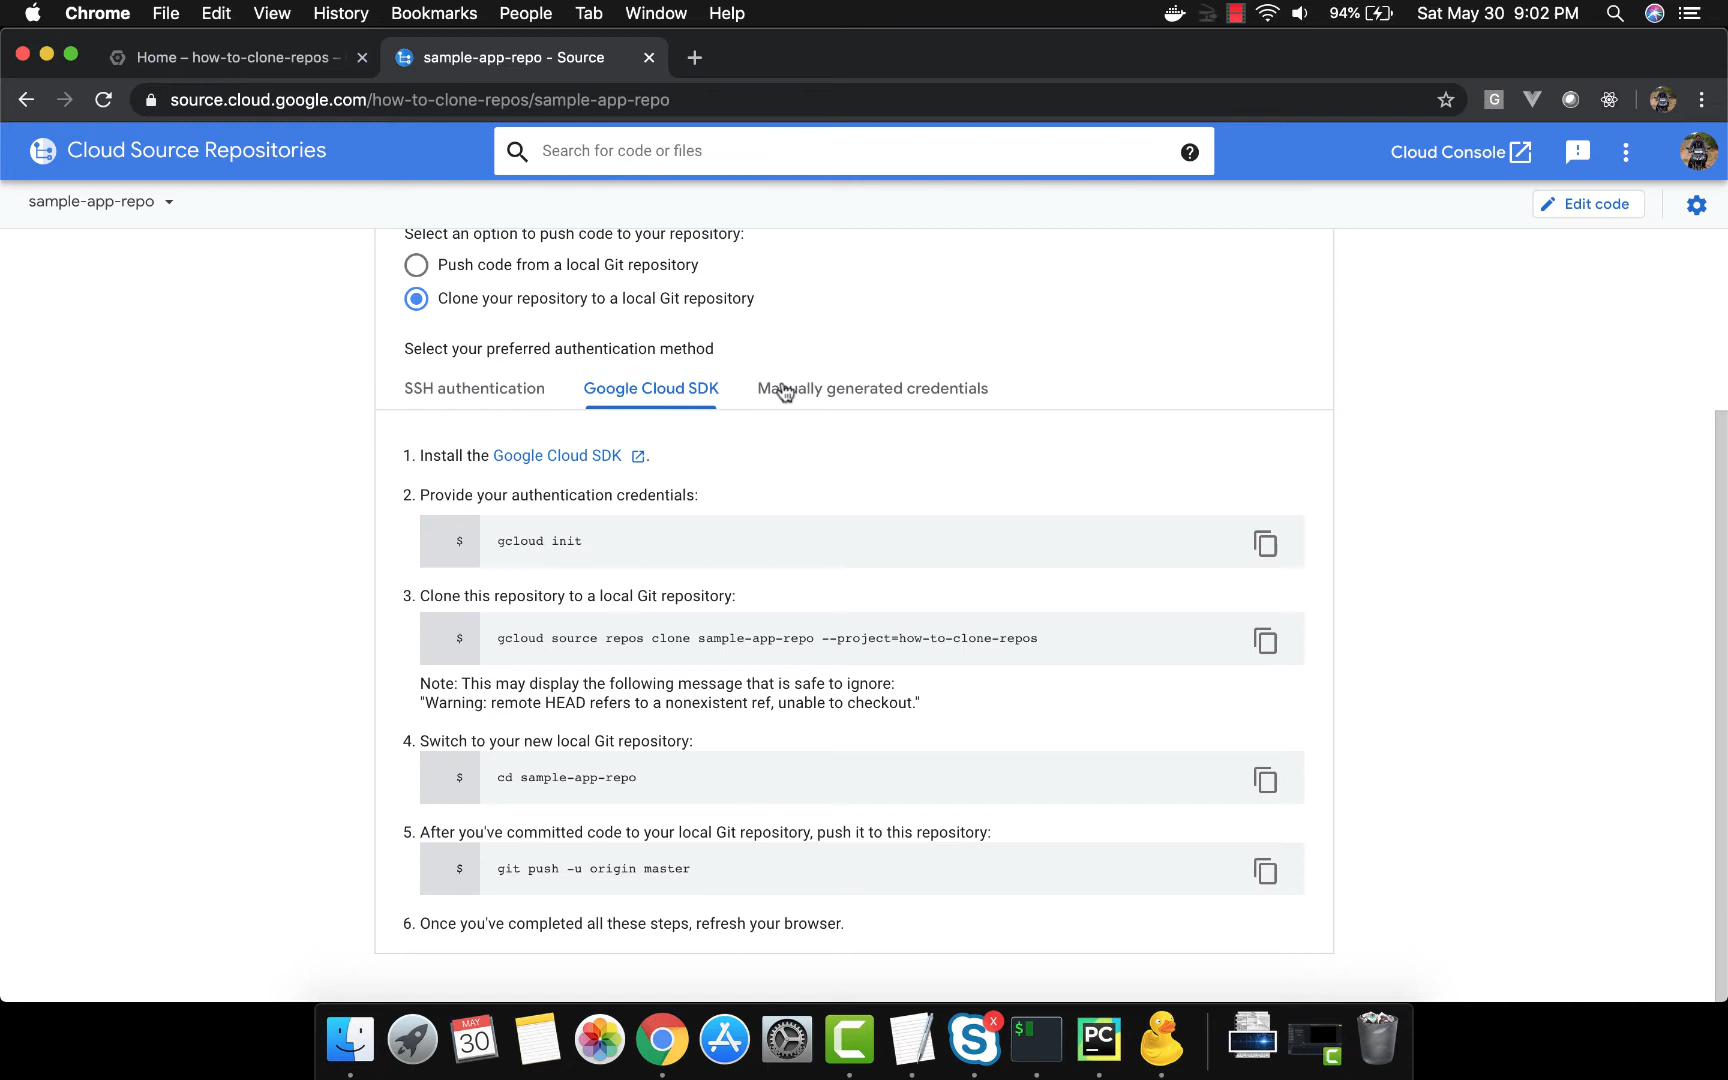 Chrome File Edit View History Bookmarks People Tab Window Help 94% Sat May 30 9:02 PM
Home – how-to-clone-repos –
sample-app-repo - Source
source.cloud.google.com/how-to-clone-repos/sample-app-repo
G
Cloud Source Repositories
Search for code or files
?
Cloud Console
sample-app-repo
Edit code
Select an option to push code to your repository:
Push code from a local Git repository
Clone your repository to a local Git repository
Select your preferred authentication method
SSH authentication Google Cloud SDK Manually generated credentials
1. Install the Google Cloud SDK .
2. Provide your authentication credentials:
$ gcloud init
3. Clone this repository to a local Git repository:
$ gcloud source repos clone sample-app-repo --project=how-to-clone-repos
Note: This may display the following message that is safe to ignore:
"Warning: remote HEAD refers to a nonexistent ref, unable to checkout."
4. Switch to your new local Git repository:
$ cd sample-app-repo
5. After you've committed code to your local Git repository, push it to this repository:
$ git push -u origin master
6. Once you've completed all these steps, refresh your browser.
MAY
30
C
S
x
$
PC
C